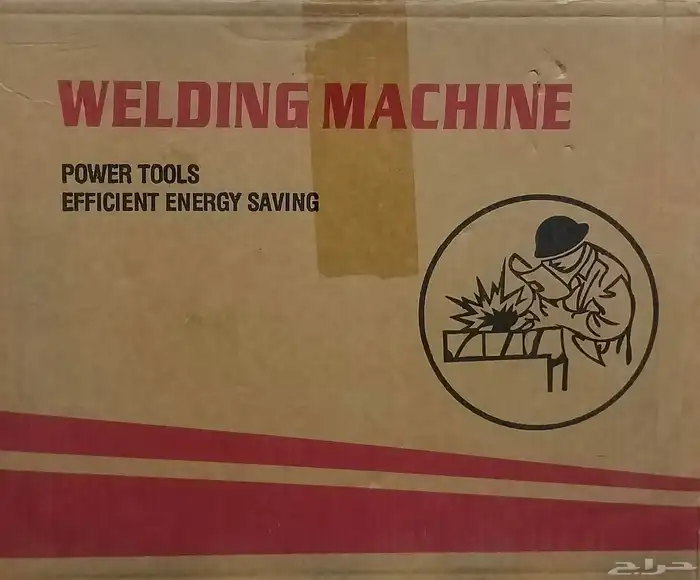 WELDING MACHINE
POWER TOOLS
EFFICIENT ENERGY SAVING
حراج